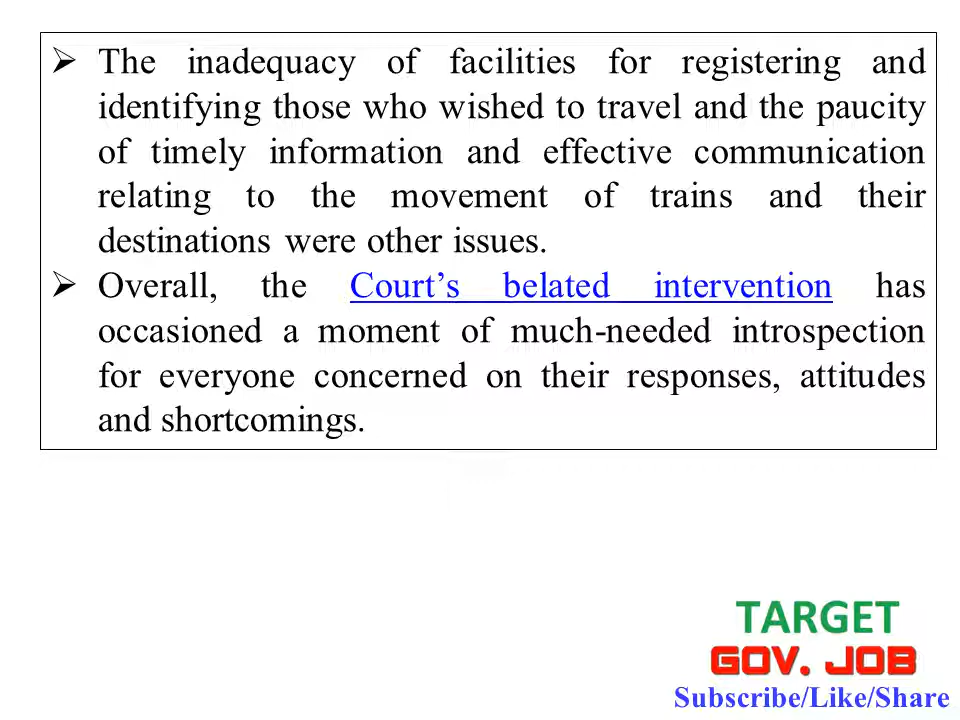 ➢ The inadequacy of facilities for registering and
identifying those who wished to travel and the paucity
of timely information and effective communication
relating to the movement of trains and their
destinations were other issues.
➢ Overall, the Court’s belated intervention has
occasioned a moment of much-needed introspection
for everyone concerned on their responses, attitudes
and shortcomings.
TARGET
GOV. JOB
Subscribe/Like/Share